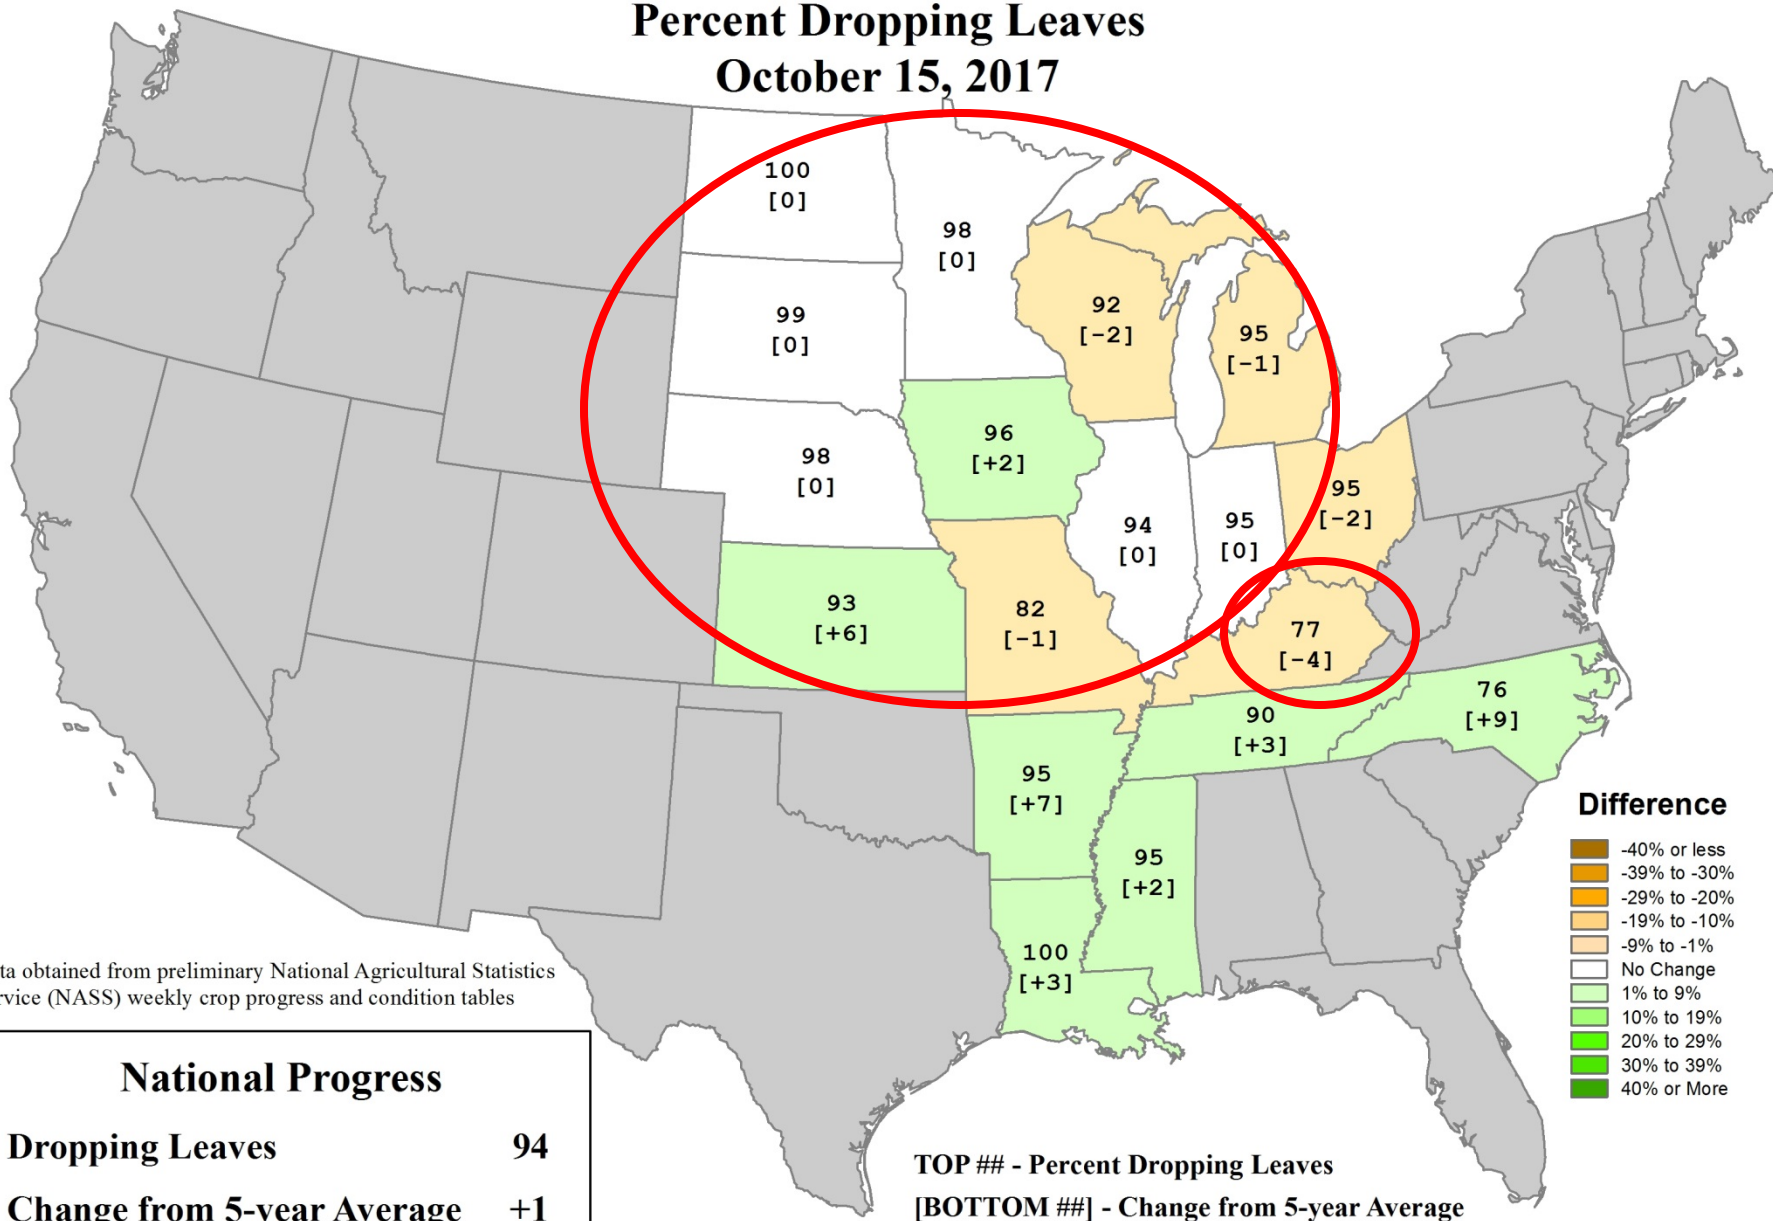 Percent Dropping Leaves
October 15, 2017
100
[0]
98
[0]
99
[0]
92
[-2]
95
[-1]
98
[0]
96
[+2]
94
[0]
95
[0]
95
[-2]
93
[+6]
82
[-1]
77
[-4]
90
[+3]
76
[+9]
95
[+7]
95
[+2]
100
[+3]
Difference
-40% or less
-39% to -30%
-29% to -20%
-19% to -10%
-9% to -1%
No Change
1% to 9%
10% to 19%
20% to 29%
30% to 39%
40% or More
ta obtained from preliminary National Agricultural Statistics
rvice (NASS) weekly crop progress and condition tables
National Progress
Dropping Leaves 94
Change from 5-year Average +1
TOP ## - Percent Dropping Leaves
[BOTTOM ##] - Change from 5-year Average